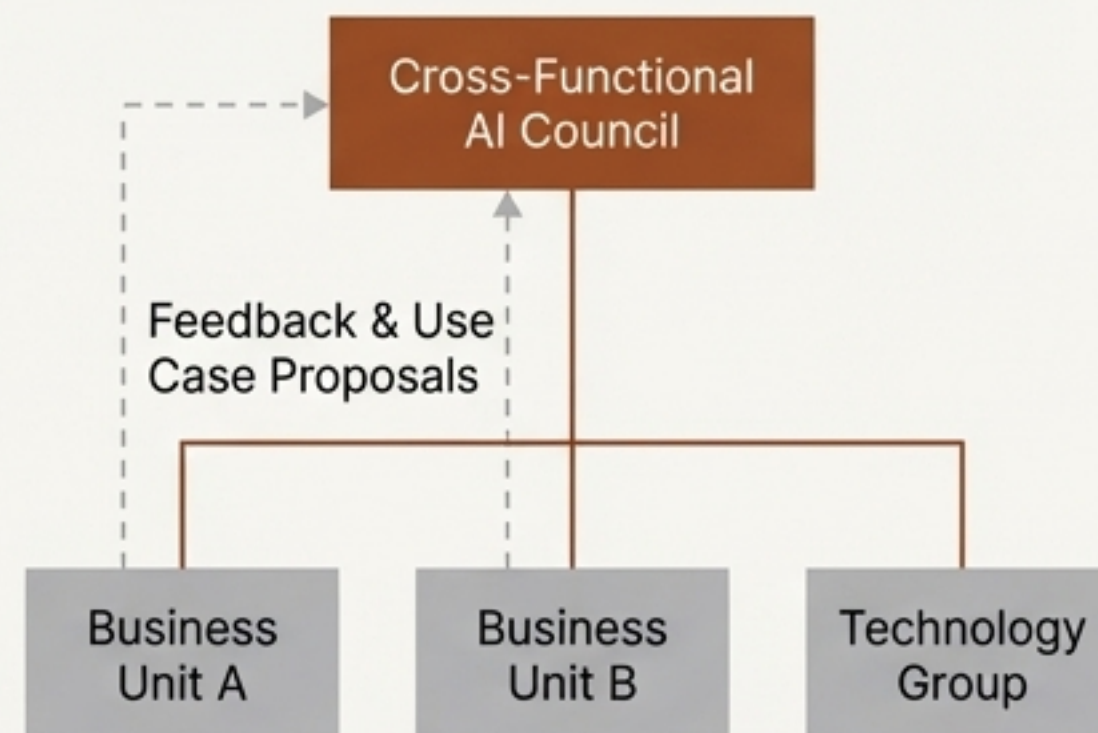 Cross-Functional
AI Council
Feedback & Use
Case Proposals
Business
Unit A
Business
Unit B
Technology
Group